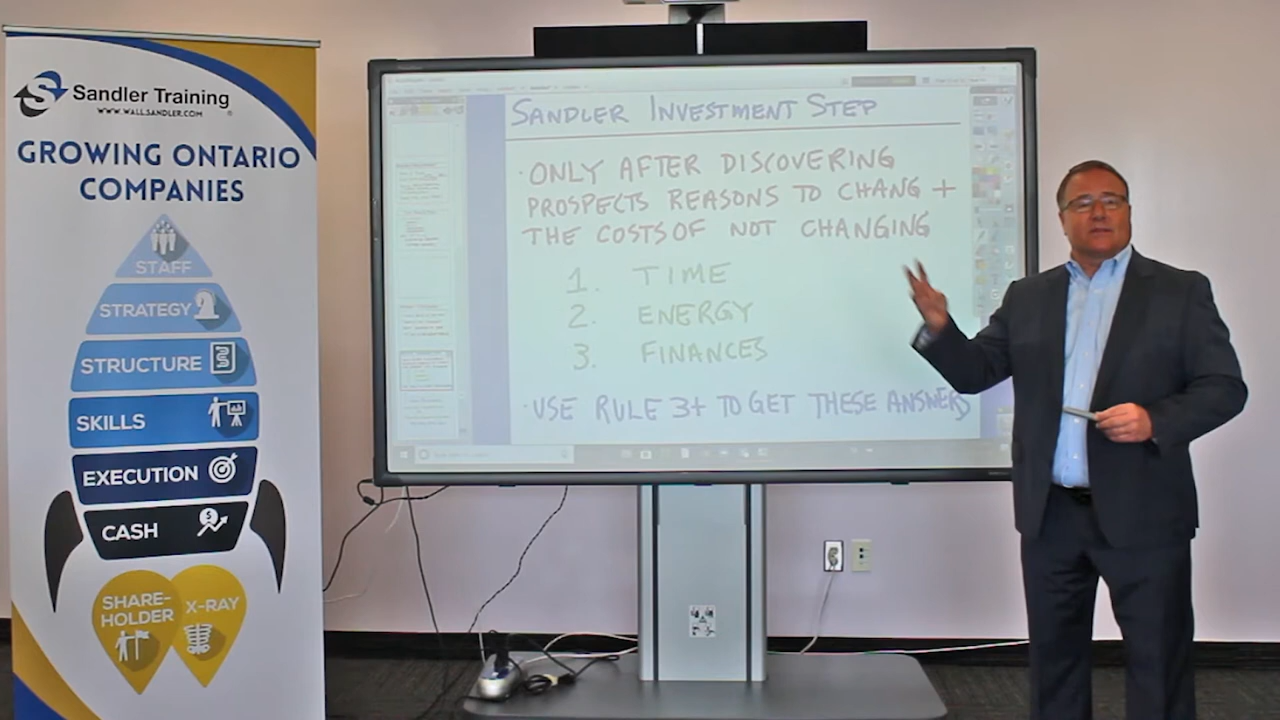 Sandler Training
WWW.WALL.SANDLER.COM
GROWING ONTARIO
COMPANIES
STAFF
STRATEGY
STRUCTURE
SKILLS
EXECUTION
CASH
SHARE-
HOLDER
X-RAY
SANDLER INVESTMENT STEP
· ONLY AFTER DISCOVERING
PROSPECTS REASONS TO CHANG +
THE COSTS OF NOT CHANGING
1. TIME
2. ENERGY
3. FINANCES
· USE RULE 3+ TO GET THESE ANSWERS